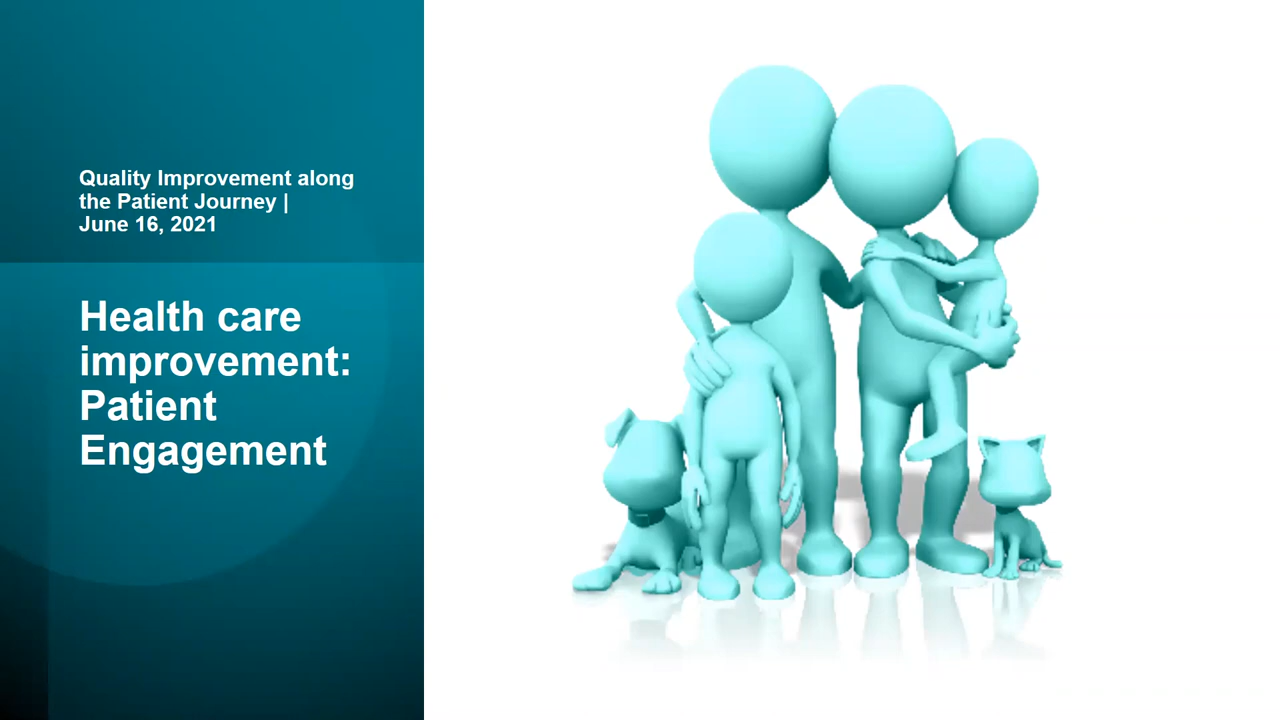 Quality Improvement along
the Patient Journey |
June 16, 2021
Health care
improvement:
Patient
Engagement